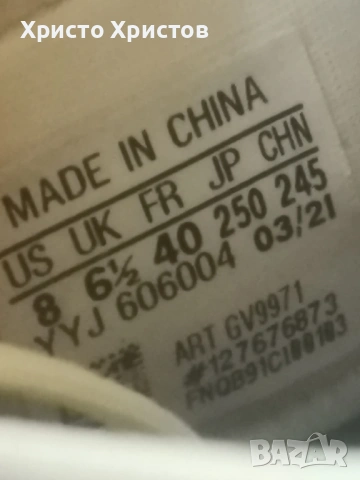 Христо Христов
MADE IN CHINA
US UK FR JP CHN
8 6½ 40 250 245
YYJ 606004 03/21
ART GV9971
#127676873
FNQB91CI00103
BAZAR